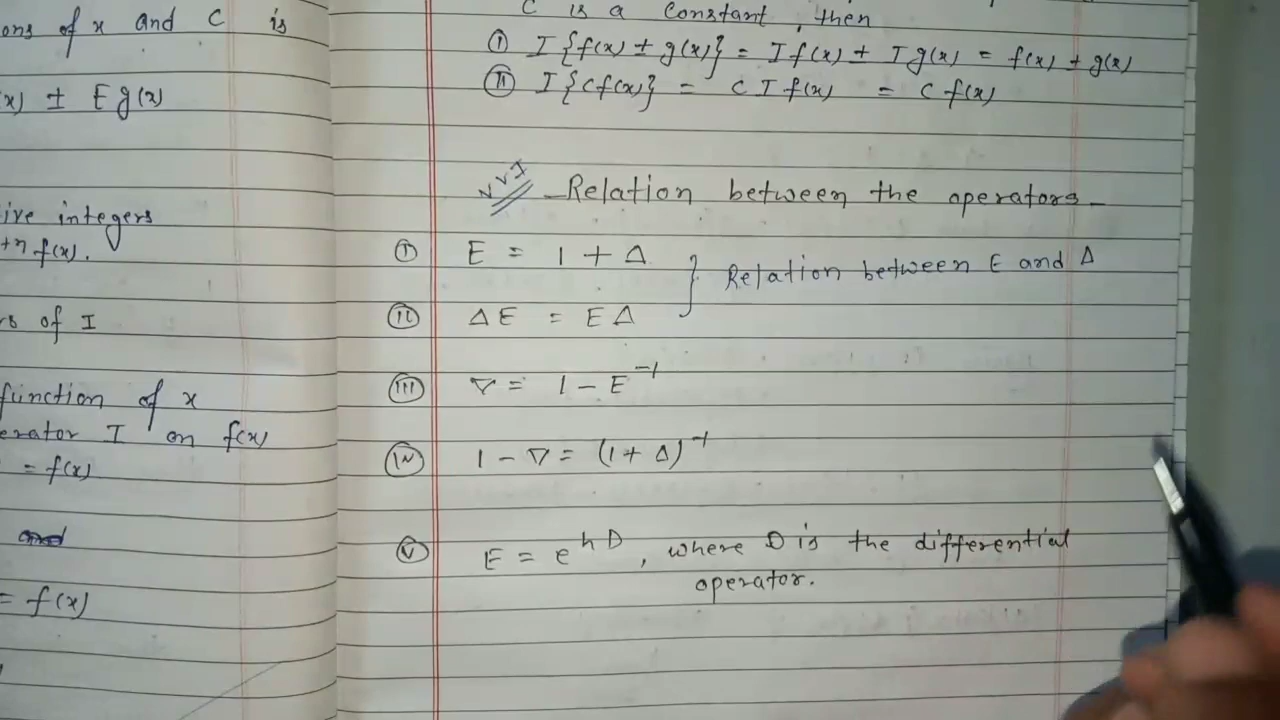 ons of x and C is
x) ± E g(x)
ive integers
+n f(x).
rs of I
function of x
erator I on f(x)
= f(x)
= f(x)
C is a constant, then
(I) I{f(x) ± g(x)} = I f(x) ± I g(x) = f(x) ± g(x)
(II) I{Cf(x)} = C I f(x) = C f(x)
VVI Relation between the operators-
(I) E = 1 + Δ } Relation between E and Δ
(II) ΔE = EΔ
(III) ∇ = 1 - E⁻¹
(IV) 1 - ∇ = (1 + Δ)⁻¹
(V) E = e^hD, where D is the differential
operator.